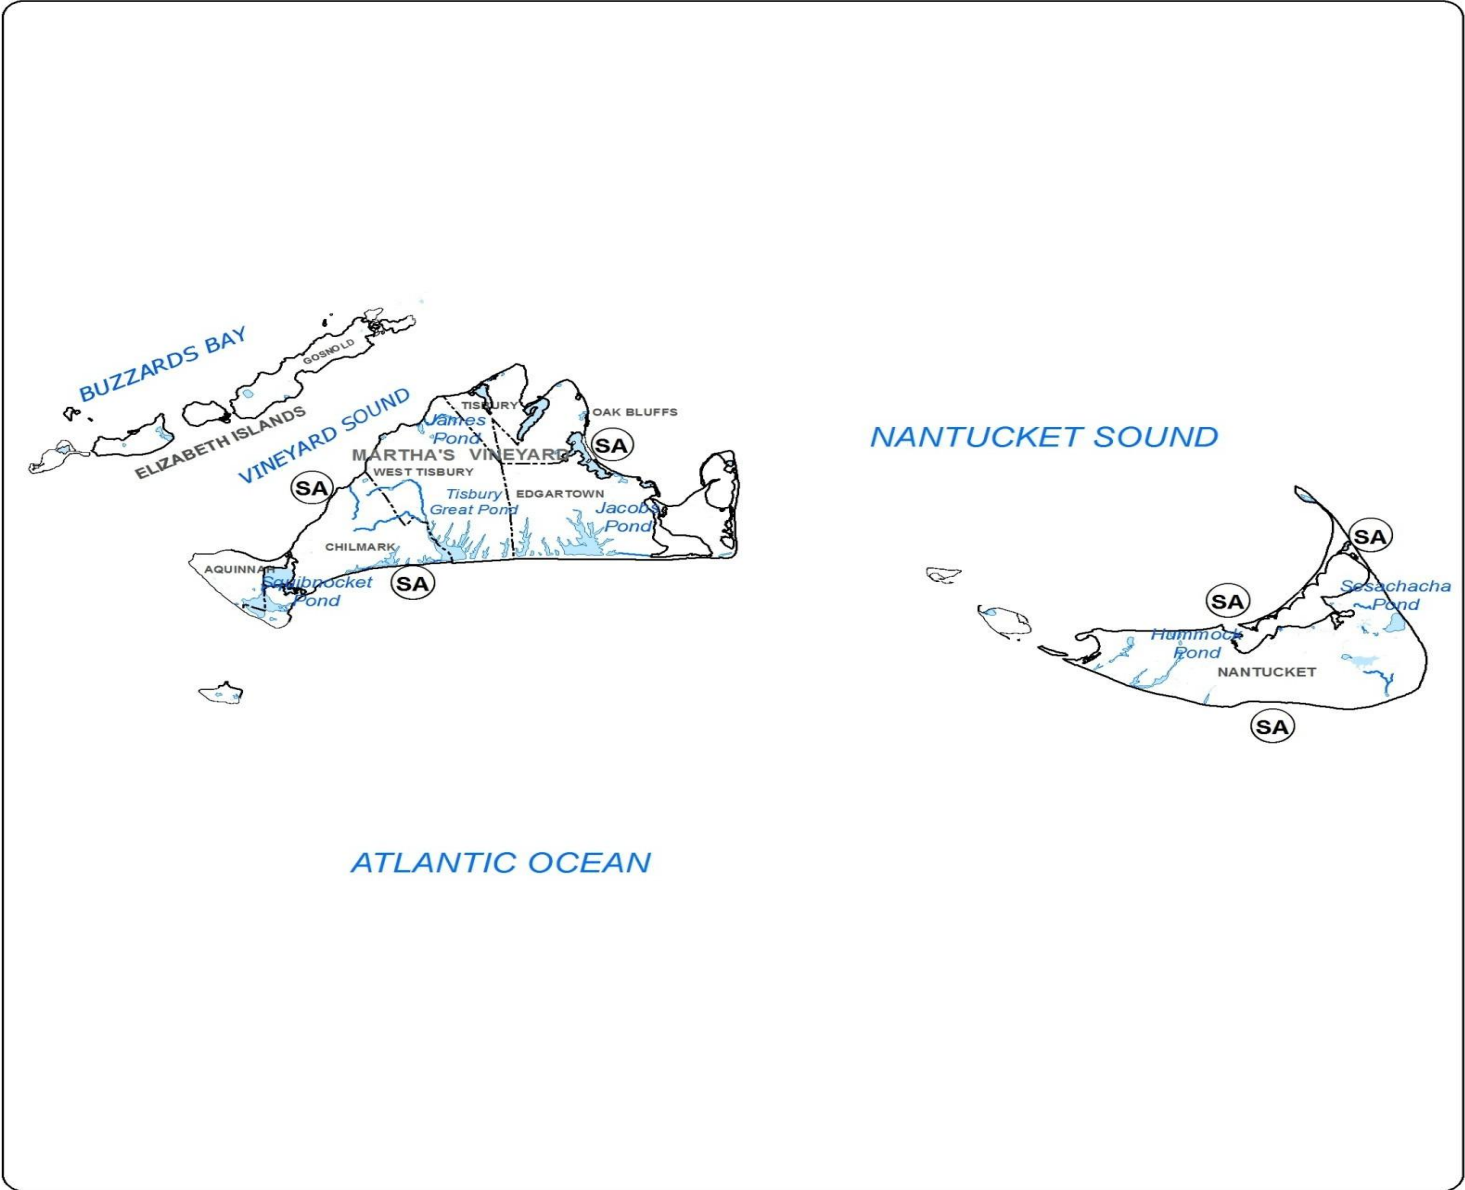 BUZZARDS BAY
GOSNOLD
ELIZABETH ISLANDS
VINEYARD SOUND
TISBURY
OAK BLUFFS
James
Pond
SA
MARTHA'S VINEYARD
WEST TISBURY
SA
Tisbury
Great Pond
EDGARTOWN
Jacobs
Pond
CHILMARK
AQUINNAH
Squibnocket
Pond
SA
NANTUCKET SOUND
SA
Sesachacha
Pond
SA
Hummock
Pond
NANTUCKET
SA
ATLANTIC OCEAN